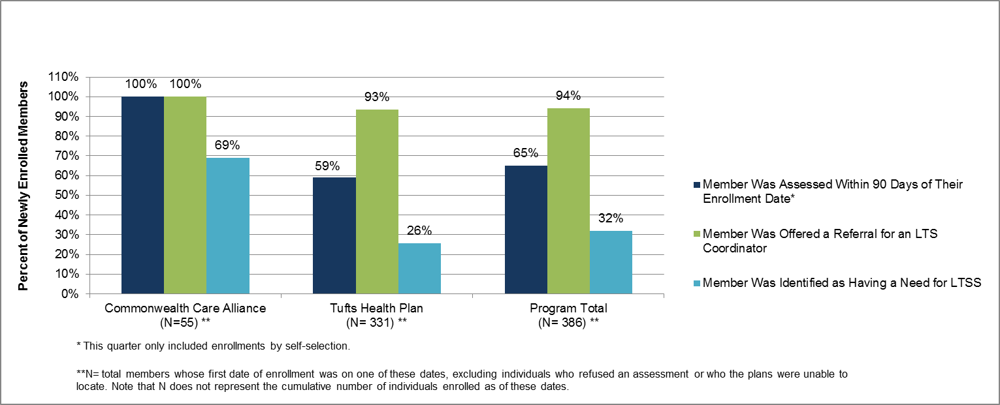 Percent of Newly Enrolled Members
110%
100%
90%
80%
70%
60%
50%
40%
30%
20%
10%
0%
100%
100%
69%
59%
93%
26%
65%
94%
32%
Commonwealth Care Alliance
(N=55) **
Tufts Health Plan
(N= 331) **
Program Total
(N= 386) **
Member Was Assessed Within 90 Days of Their
Enrollment Date*
Member Was Offered a Referral for an LTS
Coordinator
Member Was Identified as Having a Need for LTSS
* This quarter only included enrollments by self-selection.
**N= total members whose first date of enrollment was on one of these dates, excluding individuals who refused an assessment or who the plans were unable to
locate. Note that N does not represent the cumulative number of individuals enrolled as of these dates.